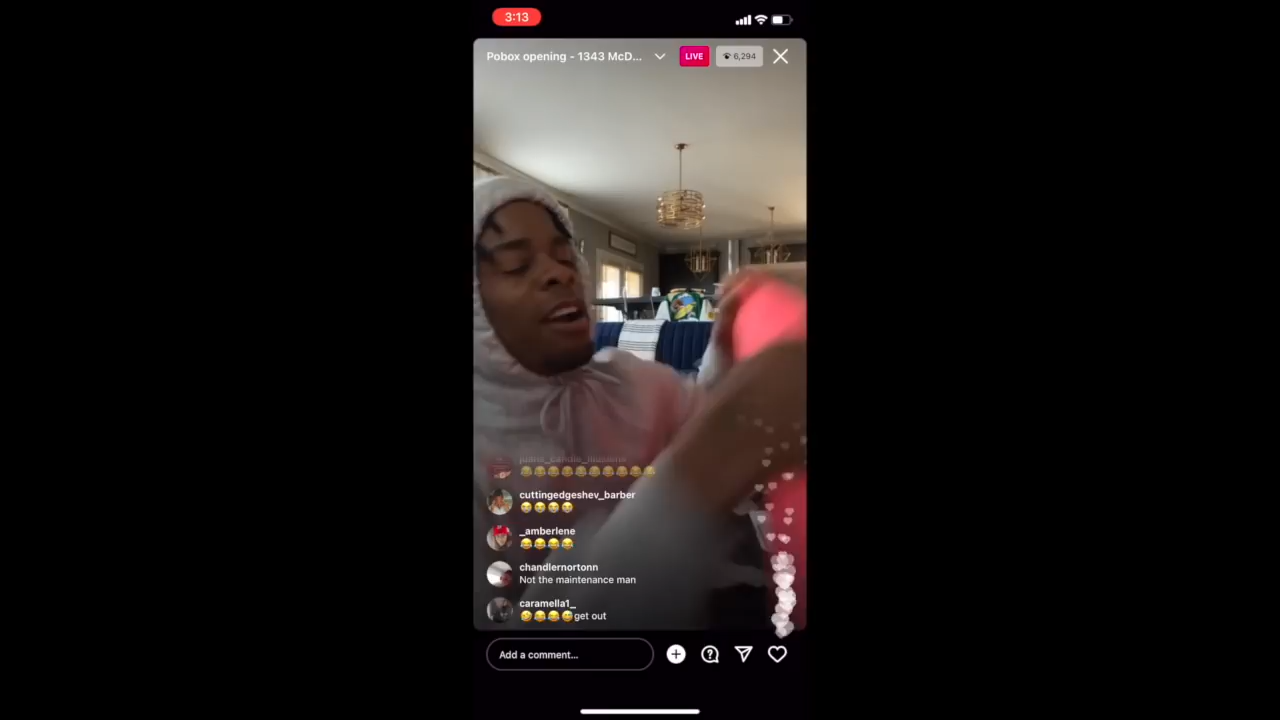 3:13
Pobox opening - 1343 McD...
LIVE
6,294
cuttingedgeshev_barber
😭😭😭😭
_amberlene
😂😂😂😂
chandlernortonn
Not the maintenance man
caramella1_
🤣😂😂😅get out
Add a comment...